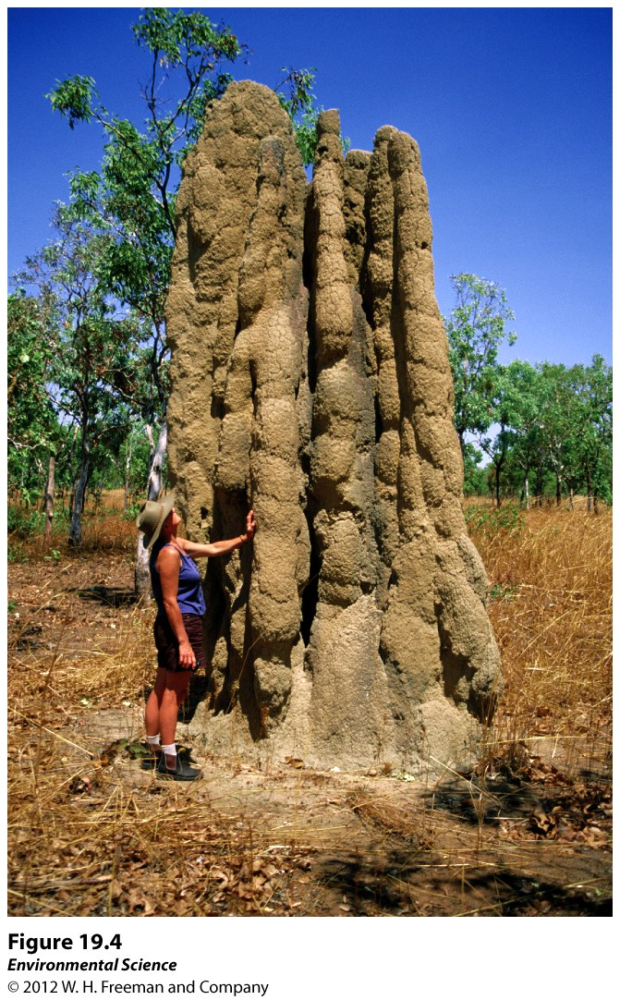 Figure 19.4
Environmental Science
© 2012 W. H. Freeman and Company